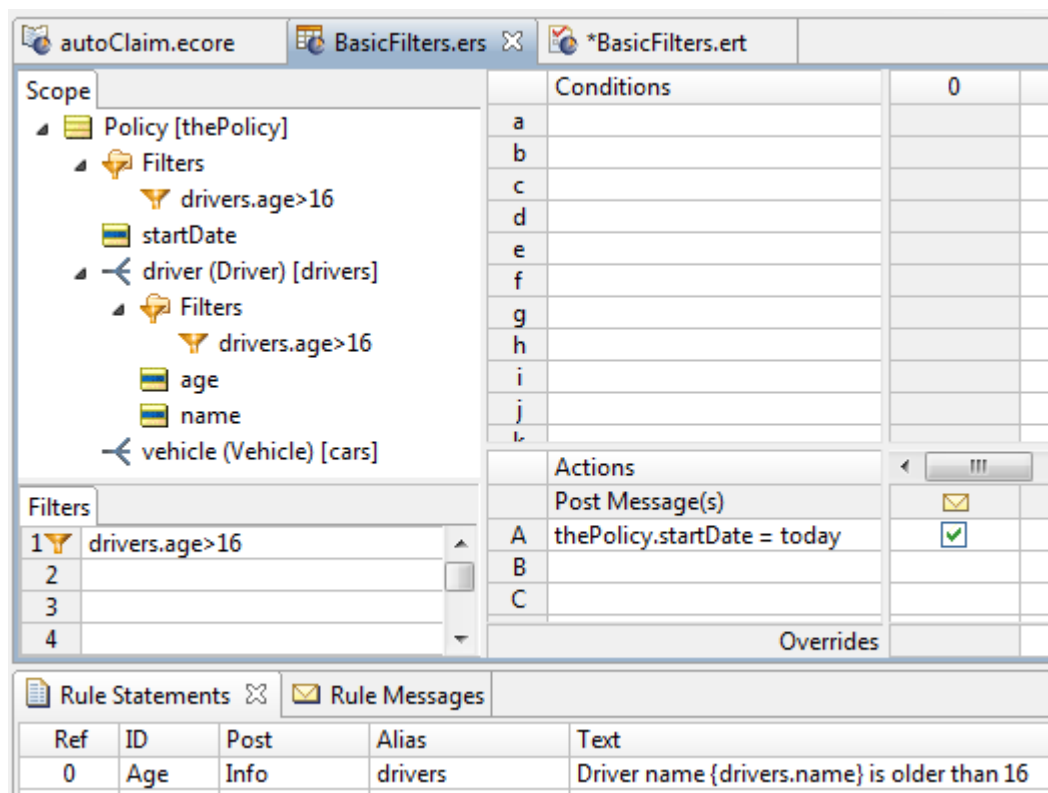 autoClaim.ecore BasicFilters.ers *BasicFilters.ert
Scope
Policy [thePolicy]
Filters
drivers.age>16
startDate
driver (Driver) [drivers]
Filters
drivers.age>16
age
name
vehicle (Vehicle) [cars]
Filters
1 drivers.age>16
2
3
4
Conditions 0
a
b
c
d
e
f
g
h
i
j
k
Actions
Post Message(s)
A thePolicy.startDate = today
B
C
Overrides
Rule Statements Rule Messages
Ref ID Post Alias Text
0 Age Info drivers Driver name {drivers.name} is older than 16